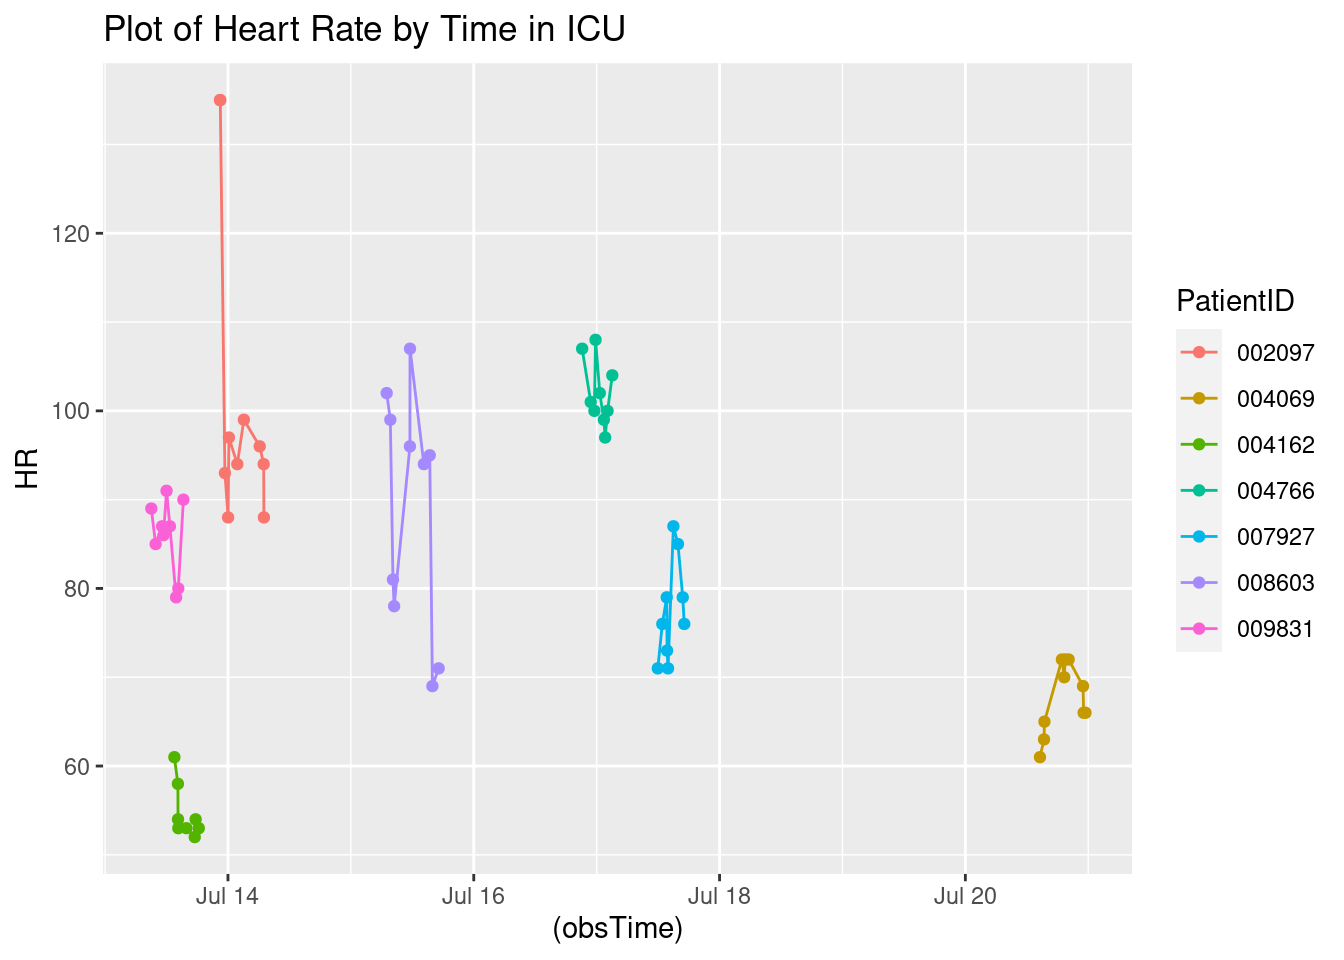 Plot of Heart Rate by Time in ICU
120
100
80
60
HR
Jul 14
Jul 16
Jul 18
Jul 20
(obsTime)
PatientID
002097
004069
004162
004766
007927
008603
009831